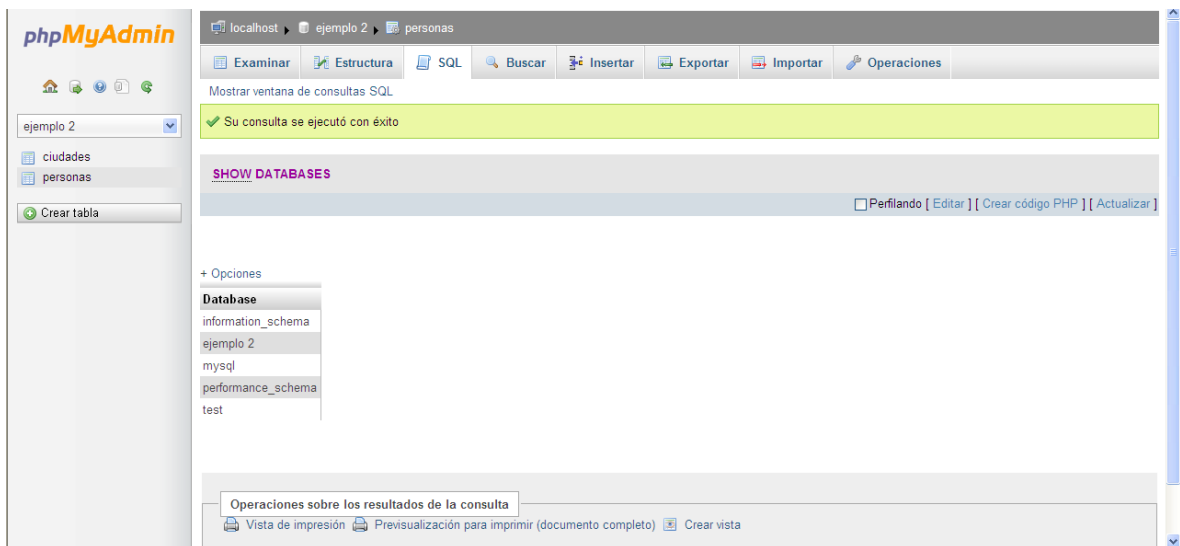 phpMyAdmin
localhost ▸ ejemplo 2 ▸ personas
Examinar Estructura SQL Buscar Insertar Exportar Importar Operaciones
Mostrar ventana de consultas SQL
ejemplo 2
Su consulta se ejecutó con éxito
ciudades
personas
Crear tabla
SHOW DATABASES
Perfilando [ Editar ] [ Crear código PHP ] [ Actualizar ]
+ Opciones
Database
information_schema
ejemplo 2
mysql
performance_schema
test
Operaciones sobre los resultados de la consulta
Vista de impresión Previsualización para imprimir (documento completo) Crear vista